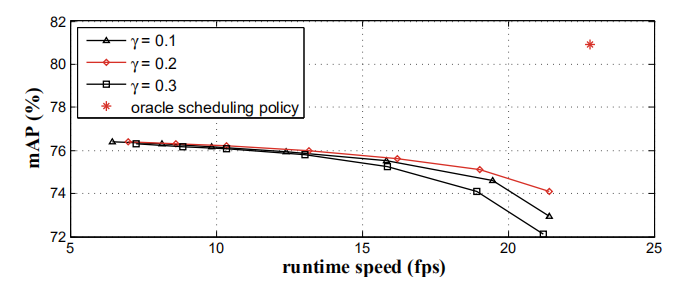 82
80
78
76
74
72
mAP (%)
γ = 0.1
γ = 0.2
γ = 0.3
oracle scheduling policy
5
10
15
20
25
runtime speed (fps)